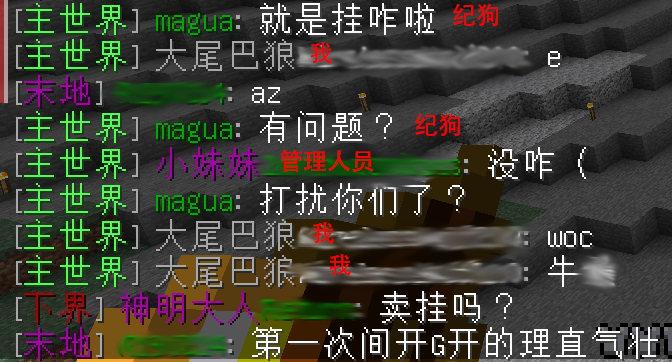 [主世界] magua: 就是挂咋啦 纪狗
[主世界] 大尾巴狼 我 : e
[末地] : az
[主世界] magua: 有问题？ 纪狗
[主世界] 小妹妹 管理人员 : 没咋（
[主世界] magua: 打扰你们了？
[主世界] 大尾巴狼 我 : woc
[主世界] 大尾巴狼 我 : 牛
[下界] 神明大人 : 卖挂吗？
[末地] : 第一次间开G开的理直气壮